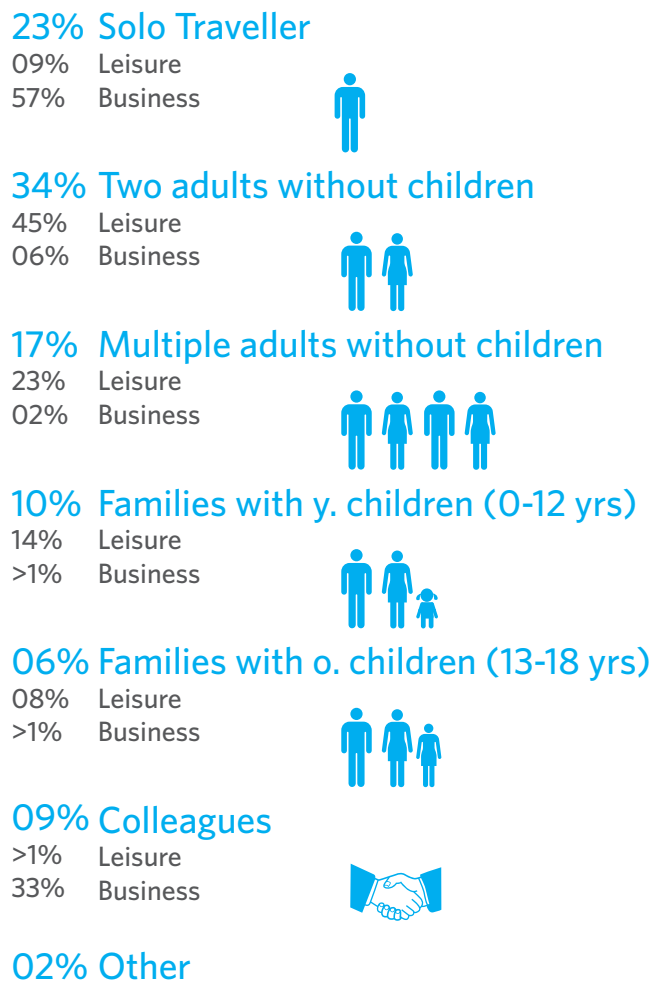 23% Solo Traveller
09% Leisure
57% Business
34% Two adults without children
45% Leisure
06% Business
17% Multiple adults without children
23% Leisure
02% Business
10% Families with y. children (0-12 yrs)
14% Leisure
>1% Business
06% Families with o. children (13-18 yrs)
08% Leisure
>1% Business
09% Colleagues
>1% Leisure
33% Business
02% Other